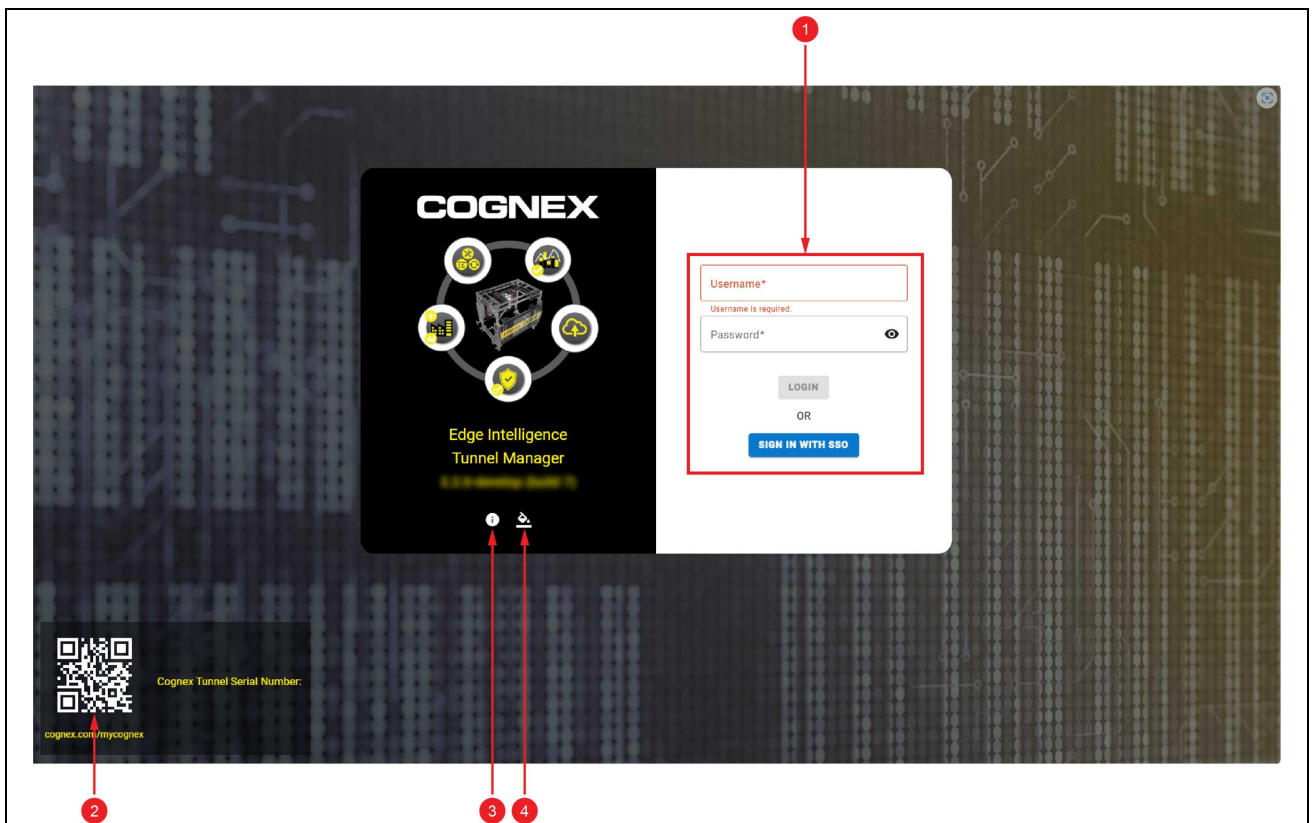 1
COGNEX
Username*
Username is required.
Password*
LOGIN
OR
SIGN IN WITH SSO
Edge Intelligence
Tunnel Manager
Cognex Tunnel Serial Number:
cognex.com/mycognex
2
3
4